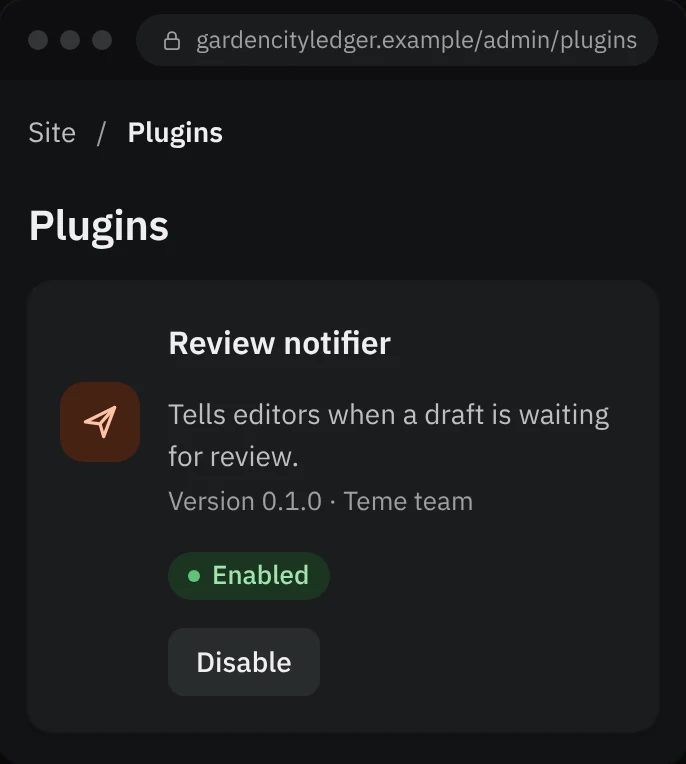 gardencityledger.example/admin/plugins
Site / Plugins
Plugins
Review notifier
Tells editors when a draft is waiting
for review.
Version 0.1.0 · Teme team
Enabled
Disable